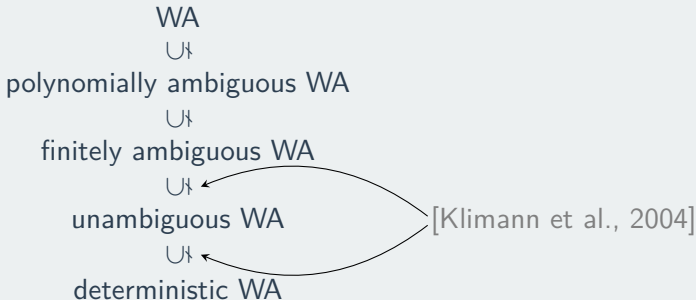 WA
⊊
polynomially ambiguous WA
⊊
finitely ambiguous WA
⊊
unambiguous WA
[Klimann et al., 2004]
⊊
deterministic WA